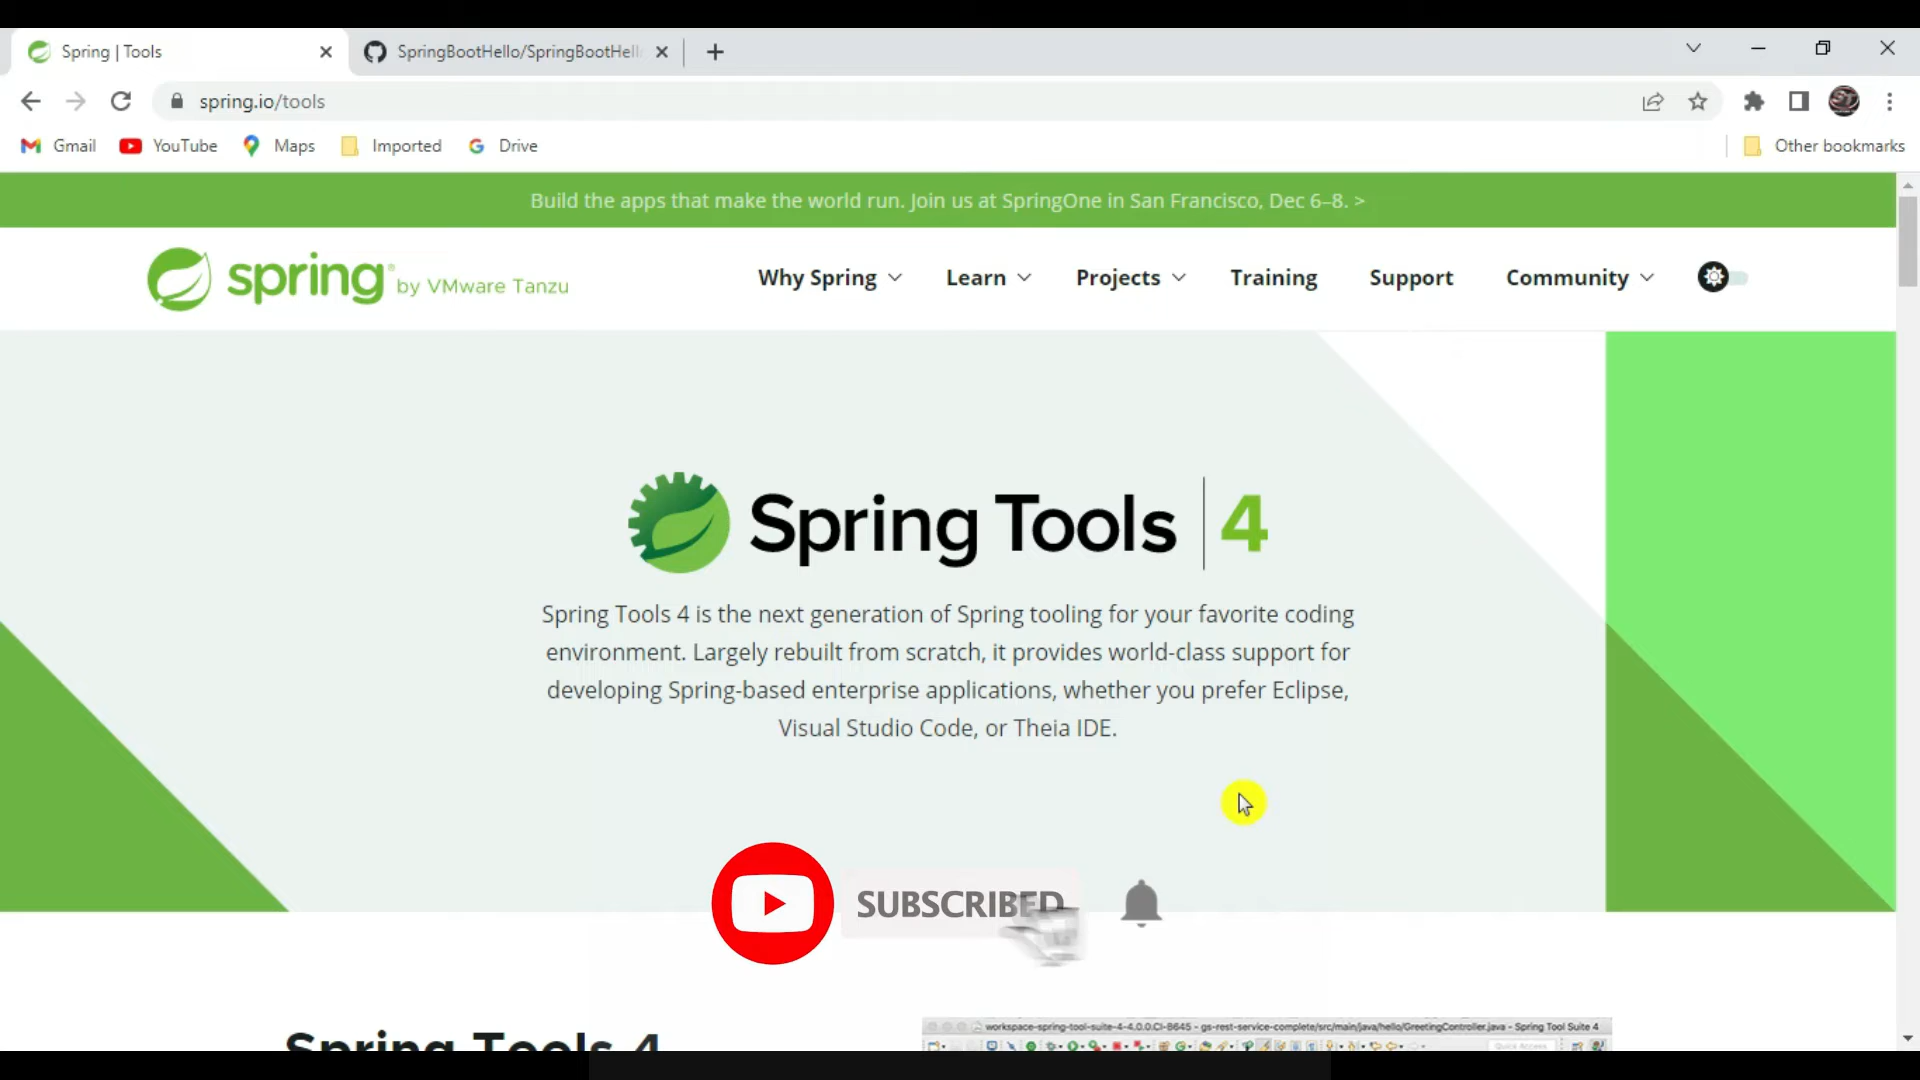 Spring | Tools
SpringBootHello/SpringBootHell
spring.io/tools
Gmail
YouTube
Maps
Imported
Drive
Other bookmarks
Build the apps that make the world run. Join us at SpringOne in San Francisco, Dec 6–8. >
spring® by VMware Tanzu
Why Spring
Learn
Projects
Training
Support
Community
Spring Tools | 4
Spring Tools 4 is the next generation of Spring tooling for your favorite coding
environment. Largely rebuilt from scratch, it provides world-class support for
developing Spring-based enterprise applications, whether you prefer Eclipse,
Visual Studio Code, or Theia IDE.
SUBSCRIBED
Spring Tools 4
workspace-spring-tool-suite-4-4.0.0.CI-B645 - gs-rest-service-complete/src/main/java/hello/GreetingController.java - Spring Tool Suite 4
Quick Access